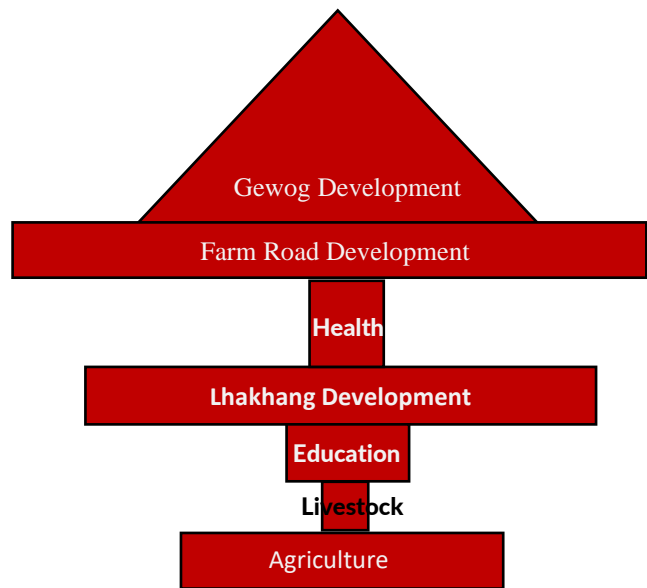 Gewog Development
Farm Road Development
Health
Lhakhang Development
Education
Livestock
Agriculture